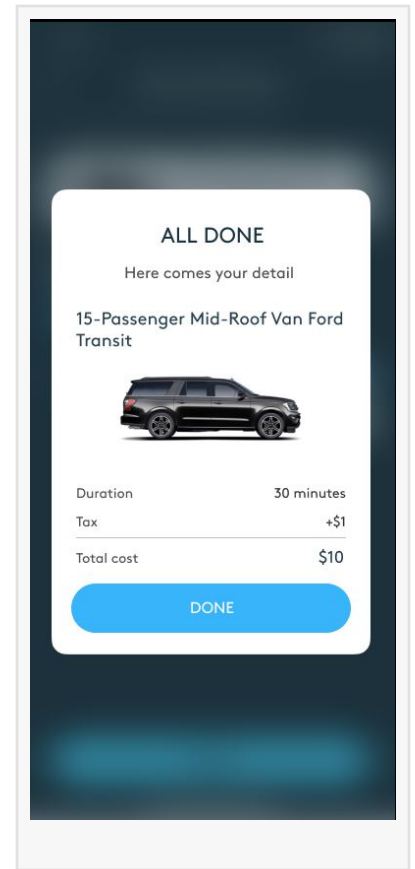 ALL DONE
Here comes your detail
15-Passenger Mid-Roof Van Ford
Transit
Duration 30 minutes
Tax +$1
Total cost $10
DONE